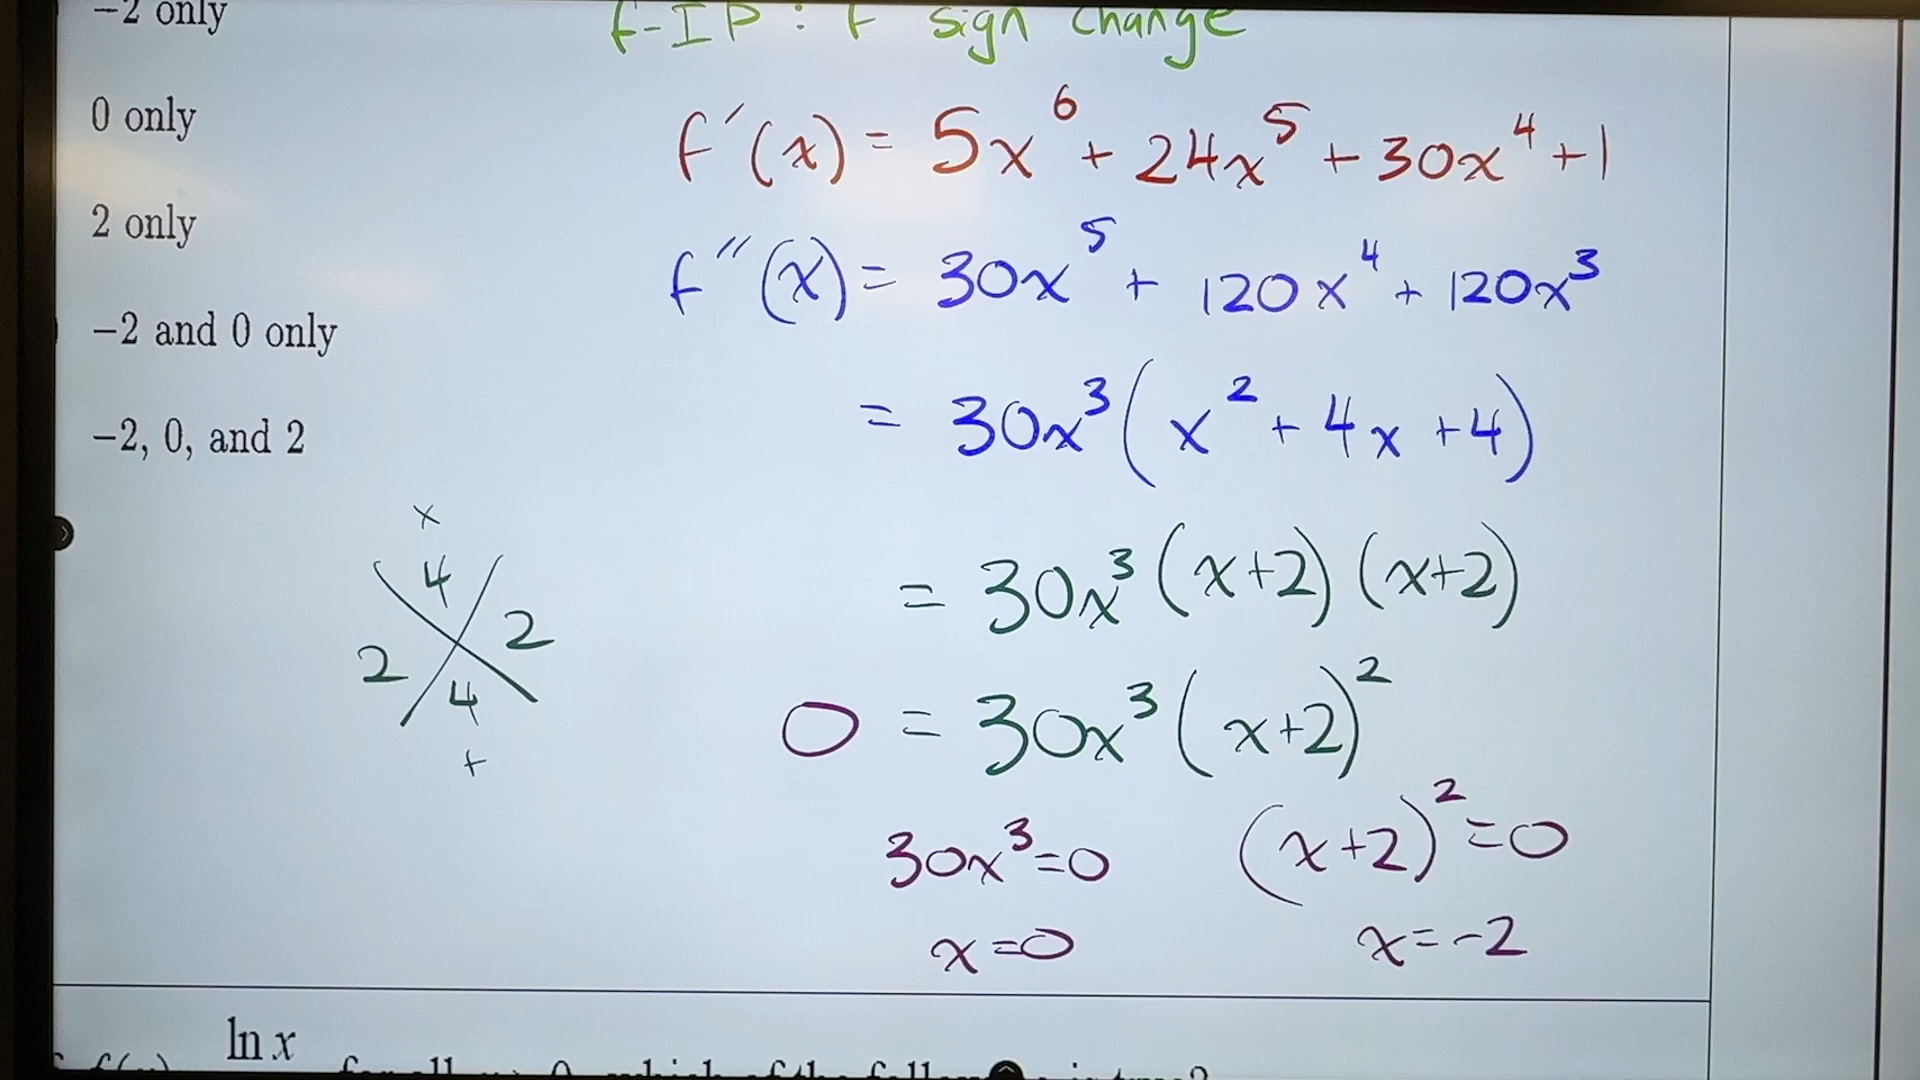 −2 only
f-IP: f sign change
0 only
f′(x) = 5x⁶ + 24x⁵ + 30x⁴ + 1
2 only
f″(x) = 30x⁵ + 120x⁴ + 120x³
−2 and 0 only
= 30x³(x² + 4x + 4)
−2, 0, and 2
x
4
2 2
4
+
= 30x³(x+2)(x+2)
0 = 30x³(x+2)²
30x³=0 (x+2)²=0
x=0 x=-2
ln x